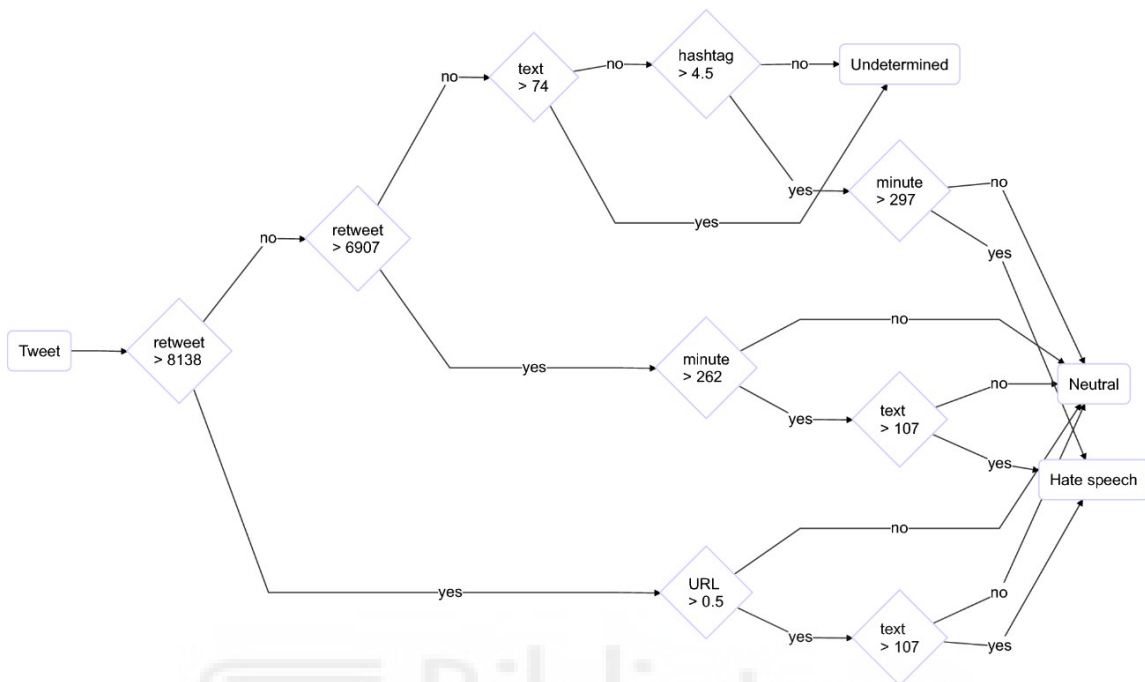 text
> 74
no
no
hashtag
> 4.5
no
Undetermined
yes
minute
> 297
no
yes
yes
no
retweet
> 6907
Tweet
retweet
> 8138
yes
minute
> 262
no
yes
text
> 107
no
yes
Neutral
Hate speech
yes
URL
> 0.5
no
yes
text
> 107
no
yes